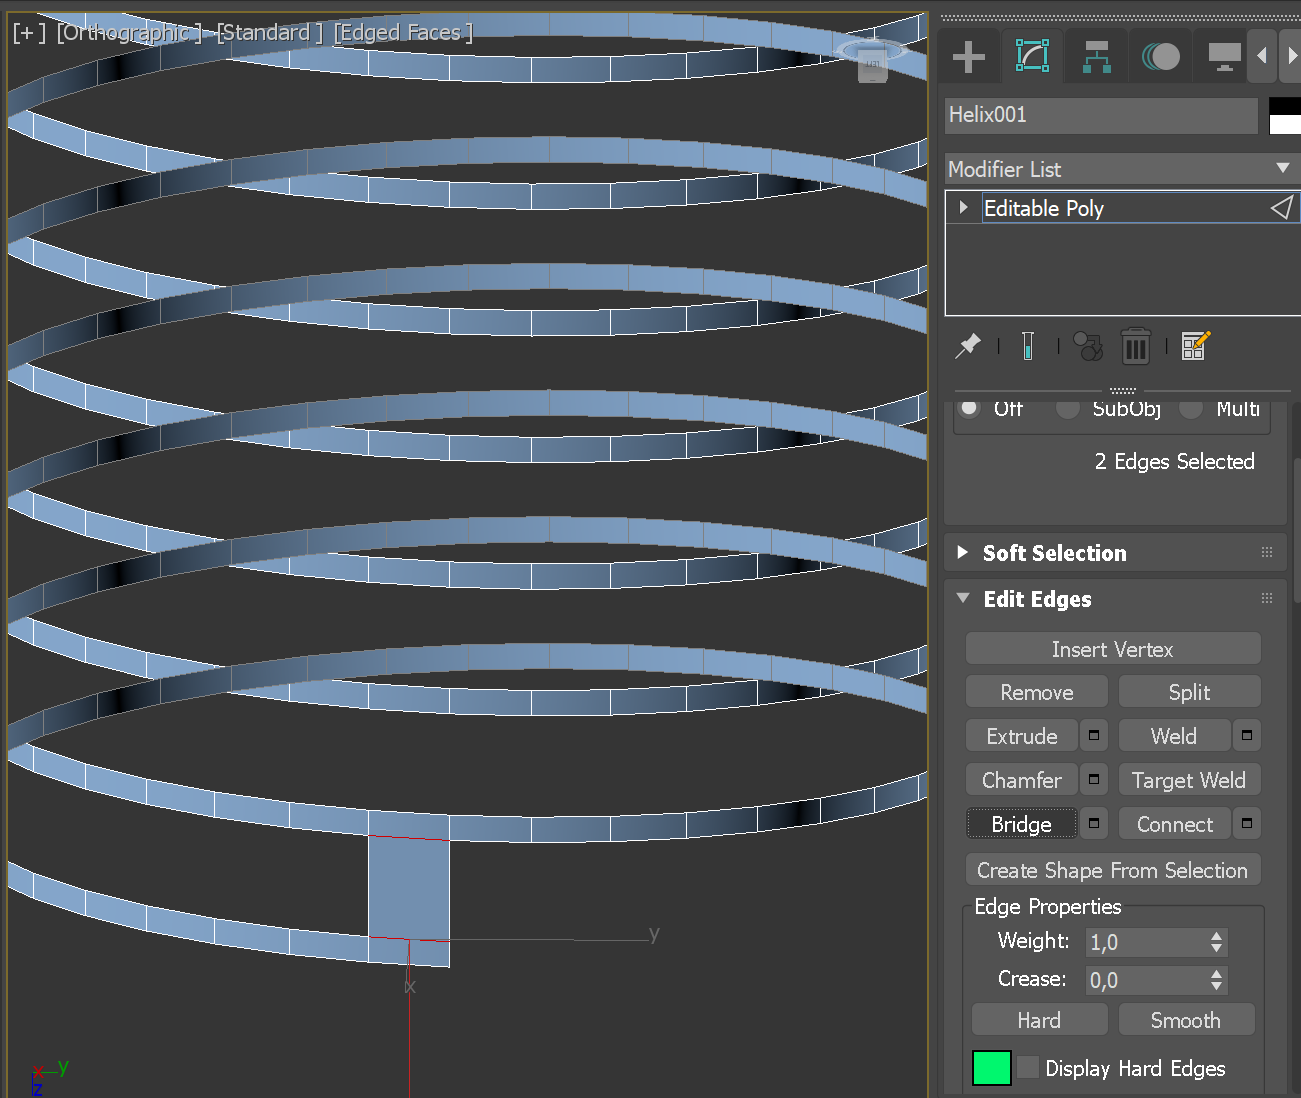 [+] [Orthographic] [Standard] [Edged Faces]
Helix001
Modifier List
Editable Poly
Off SubObj Multi
2 Edges Selected
Soft Selection
Edit Edges
Insert Vertex
Remove Split
Extrude Weld
Chamfer Target Weld
Bridge Connect
Create Shape From Selection
Edge Properties
Weight: 1,0
Crease: 0,0
Hard Smooth
Display Hard Edges
y
x
x y
z